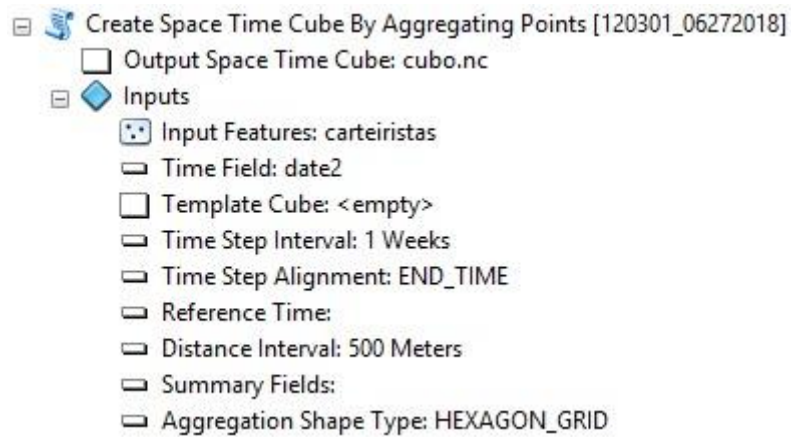 Create Space Time Cube By Aggregating Points [120301_06272018]
Output Space Time Cube: cubo.nc
Inputs
Input Features: carteiristas
Time Field: date2
Template Cube: <empty>
Time Step Interval: 1 Weeks
Time Step Alignment: END_TIME
Reference Time:
Distance Interval: 500 Meters
Summary Fields:
Aggregation Shape Type: HEXAGON_GRID